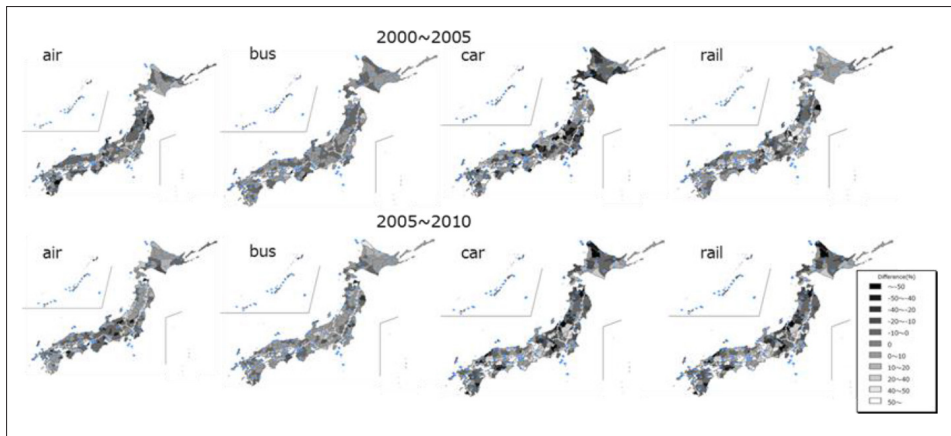 2000~2005
air
bus
car
rail
2005~2010
air
bus
car
rail
Difference(%)
～-50
-50～-40
-40～-20
-20～-10
-10～0
0
0～10
10～20
20～40
40～50
50～